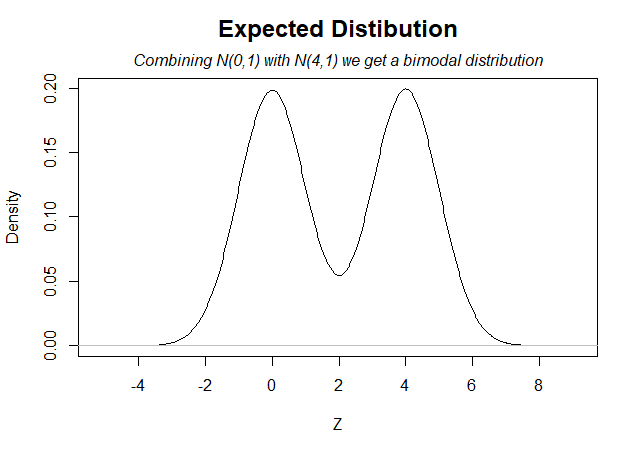 Expected Distibution
Combining N(0,1) with N(4,1) we get a bimodal distribution
Density
0.20
0.15
0.10
0.05
0.00
-4 -2 0 2 4 6 8
Z